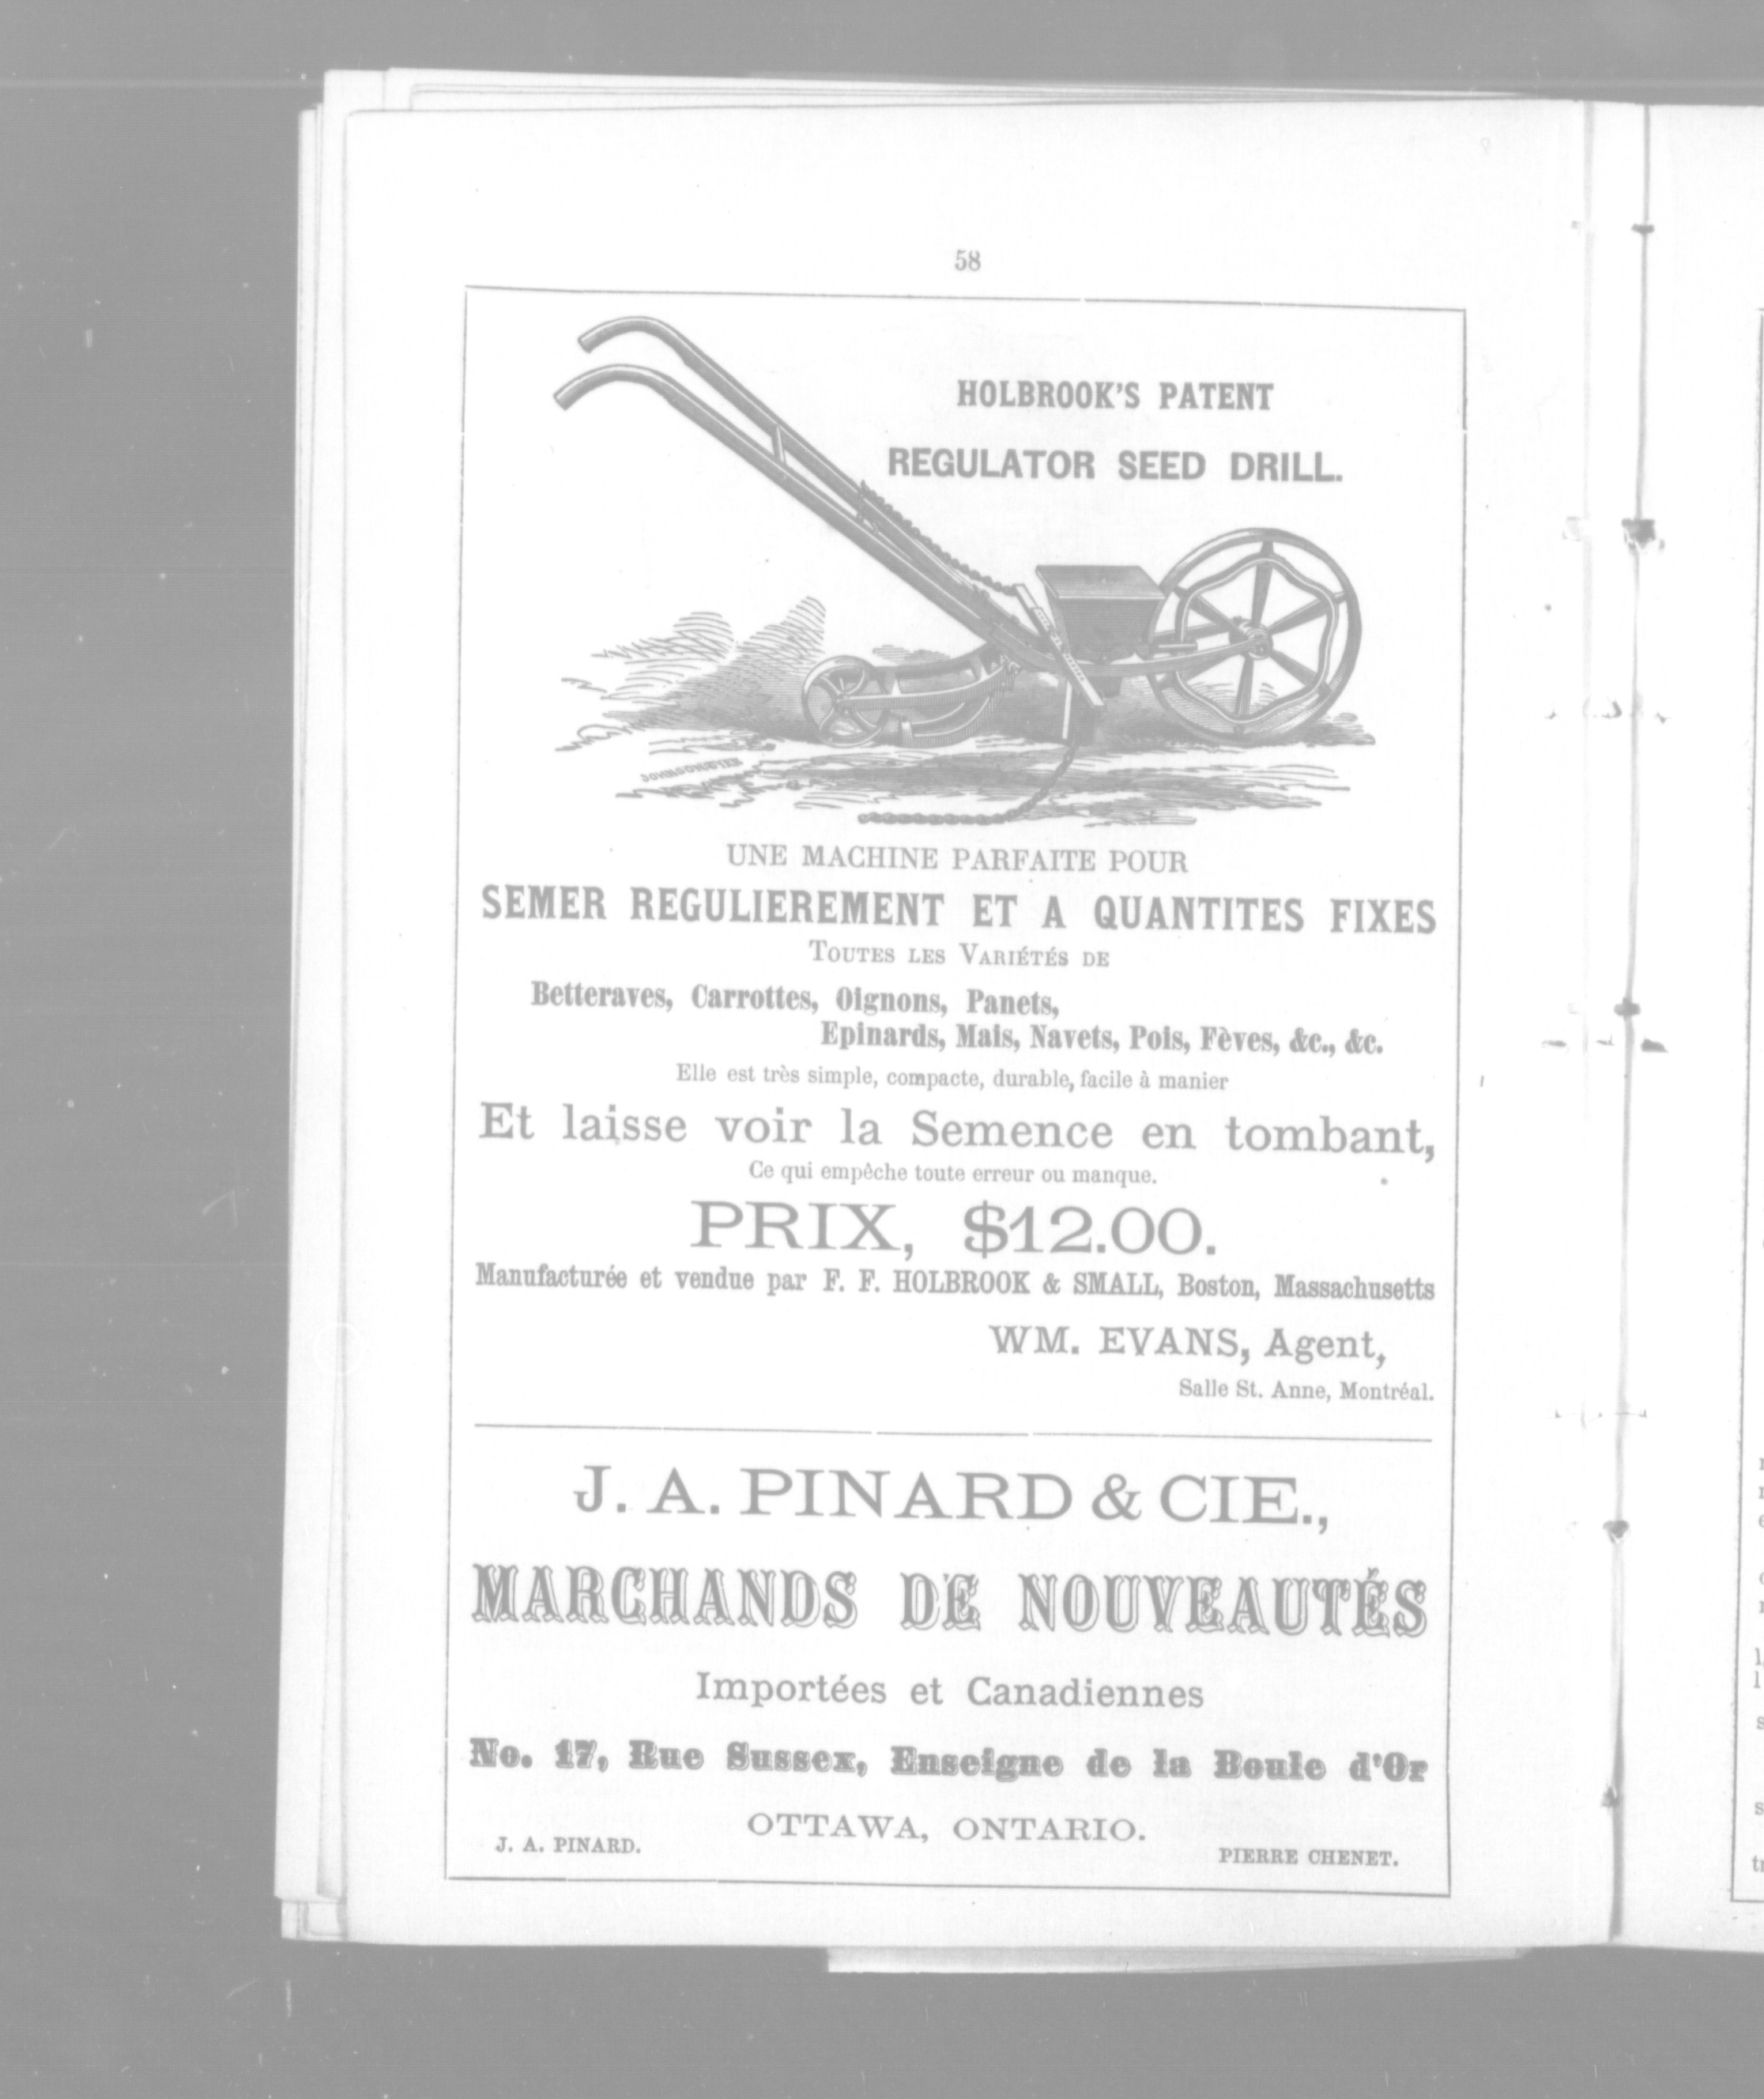 58
HOLBROOK'S PATENT
REGULATOR SEED DRILL.
UNE MACHINE PARFAITE POUR
SEMER REGULIEREMENT ET A QUANTITES FIXES
TOUTES LES VARIÉTÉS DE
Betteraves, Carrottes, Oignons, Panets,
Epinards, Mais, Navets, Pois, Fèves, &c., &c.
Elle est très simple, compacte, durable, facile à manier
Et laisse voir la Semence en tombant,
Ce qui empêche toute erreur ou manque.
PRIX, $12.00.
Manufacturée et vendue par F. F. HOLBROOK & SMALL, Boston, Massachusetts
WM. EVANS, Agent,
Salle St. Anne, Montréal.
J. A. PINARD & CIE.,
MARCHANDS DE NOUVEAUTÉS
Importées et Canadiennes
No. 17, Rue Sussex, Enseigne de la Boule d'Or
OTTAWA, ONTARIO.
J. A. PINARD.
PIERRE CHENET.